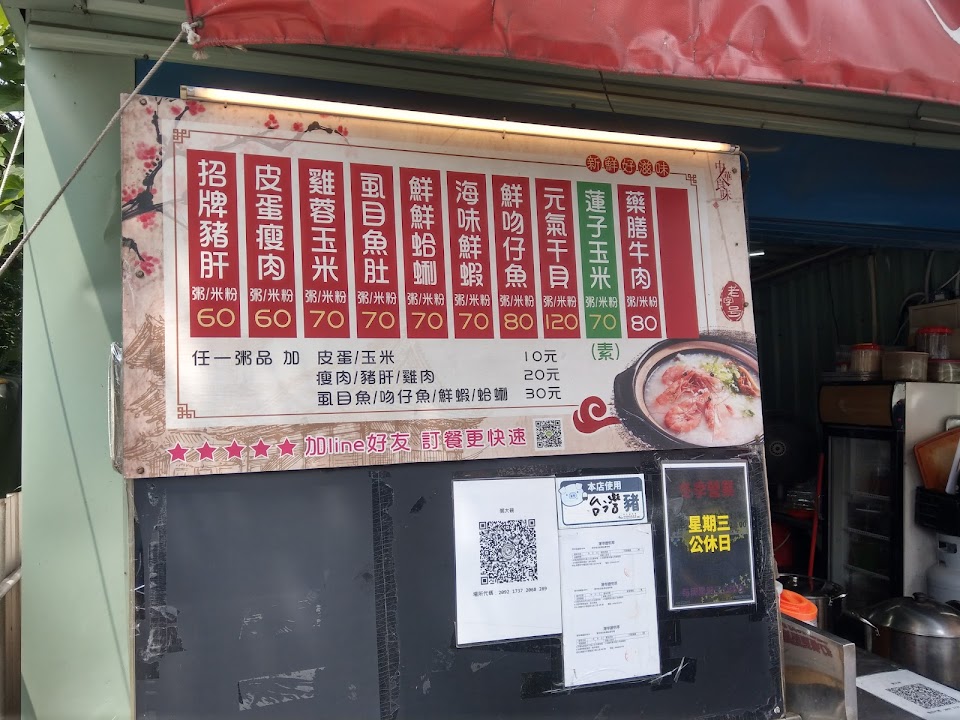 新鮮好滋味
招牌豬肝 粥/米粉 60
皮蛋瘦肉 粥/米粉 60
雞蓉玉米 粥/米粉 70
虱目魚肚 粥/米粉 70
鮮鮮蛤蜊 粥/米粉 70
海味鮮蝦 粥/米粉 70
鮮吻仔魚 粥/米粉 80
元氣干貝 粥/米粉 120
蓮子玉米 粥/米粉 70
(素)
藥膳牛肉 粥/米粉 80
老字号
任一粥品 加 皮蛋/玉米 10元
瘦肉/豬肝/雞肉 20元
虱目魚/吻仔魚/鮮蝦/蛤蜊 30元
★★★★★ 加line好友 訂餐更快速
本店使用
台灣豬
星期三
公休日